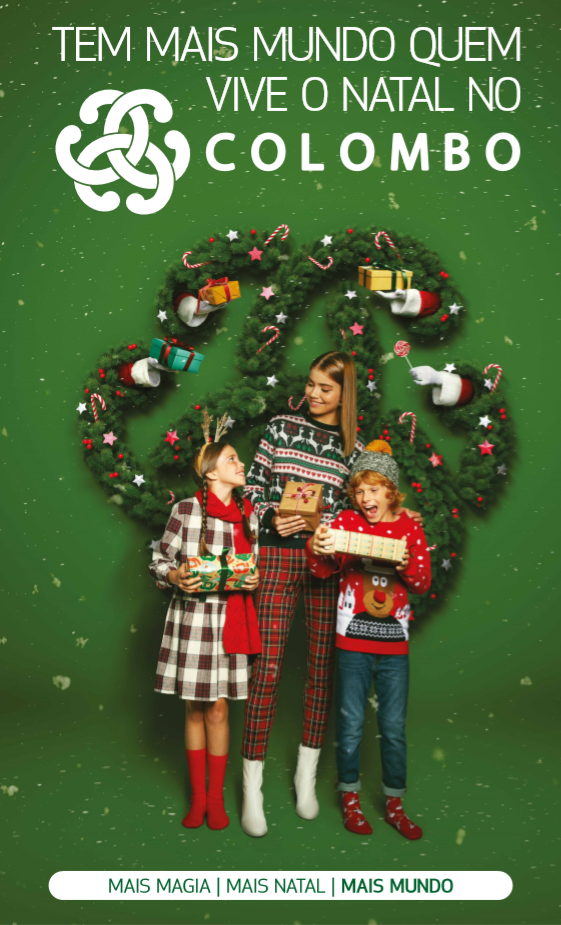 TEM MAIS MUNDO QUEM
VIVE O NATAL NO
COLOMBO
MAIS MAGIA | MAIS NATAL | MAIS MUNDO